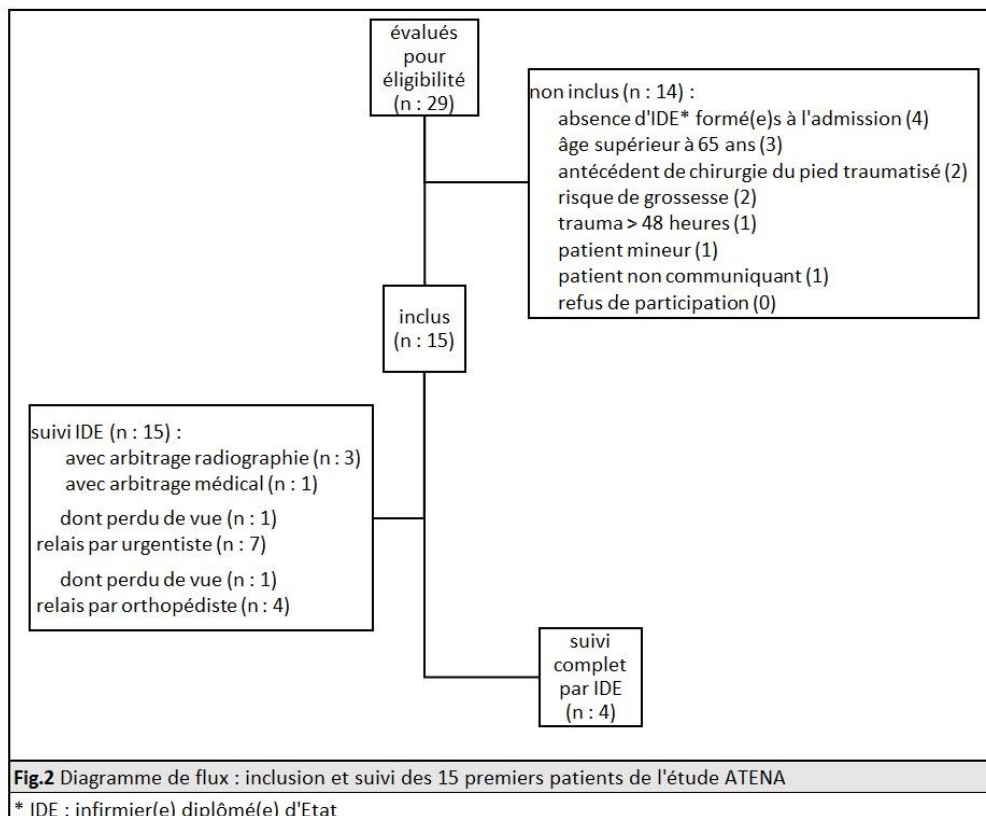 évalués
pour
éligibilité
(n : 29)
non inclus (n : 14) :
absence d'IDE* formé(e)s à l'admission (4)
âge supérieur à 65 ans (3)
antécédent de chirurgie du pied traumatisé (2)
risque de grossesse (2)
trauma > 48 heures (1)
patient mineur (1)
patient non communiquant (1)
refus de participation (0)
inclus
(n : 15)
suivi IDE (n : 15) :
avec arbitrage radiographie (n : 3)
avec arbitrage médical (n : 1)
dont perdu de vue (n : 1)
relais par urgentiste (n : 7)
dont perdu de vue (n : 1)
relais par orthopédiste (n : 4)
suivi
complet
par IDE
(n : 4)
Fig.2 Diagramme de flux : inclusion et suivi des 15 premiers patients de l'étude ATENA
* IDE : infirmier(e) diplômé(e) d'Etat